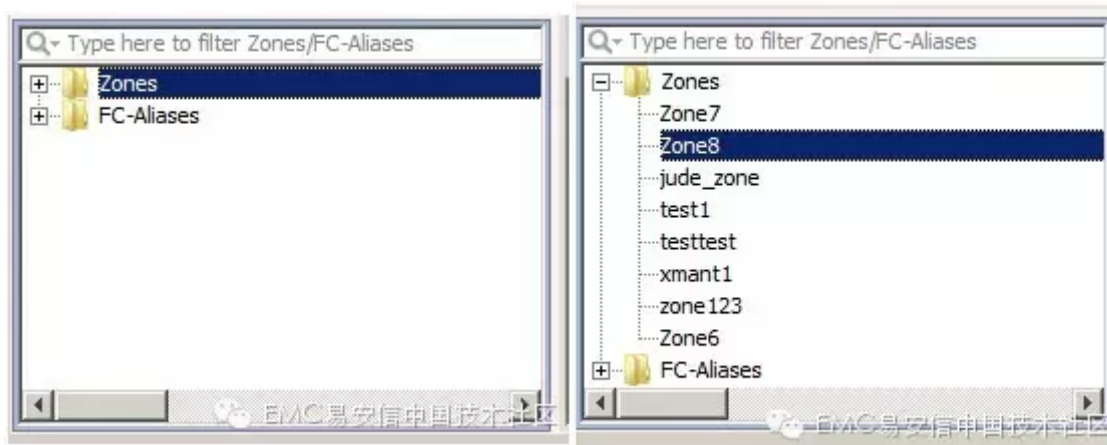 Type here to filter Zones/FC-Aliases
Zones
FC-Aliases
EMC易安信中国技术社区
Type here to filter Zones/FC-Aliases
Zones
Zone7
Zone8
jude_zone
test1
testtest
xmant1
zone123
Zone6
FC-Aliases
EMC易安信中国技术社区